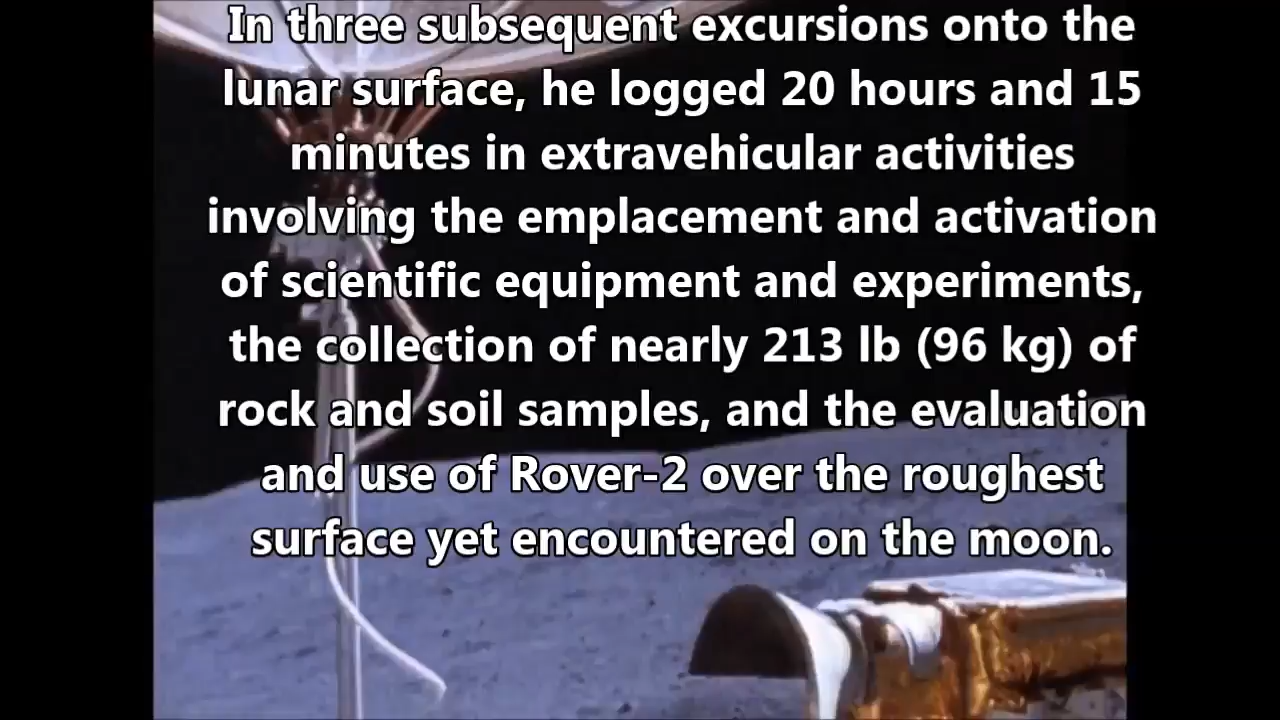 In three subsequent excursions onto the
lunar surface, he logged 20 hours and 15
minutes in extravehicular activities
involving the emplacement and activation
of scientific equipment and experiments,
the collection of nearly 213 lb (96 kg) of
rock and soil samples, and the evaluation
and use of Rover-2 over the roughest
surface yet encountered on the moon.